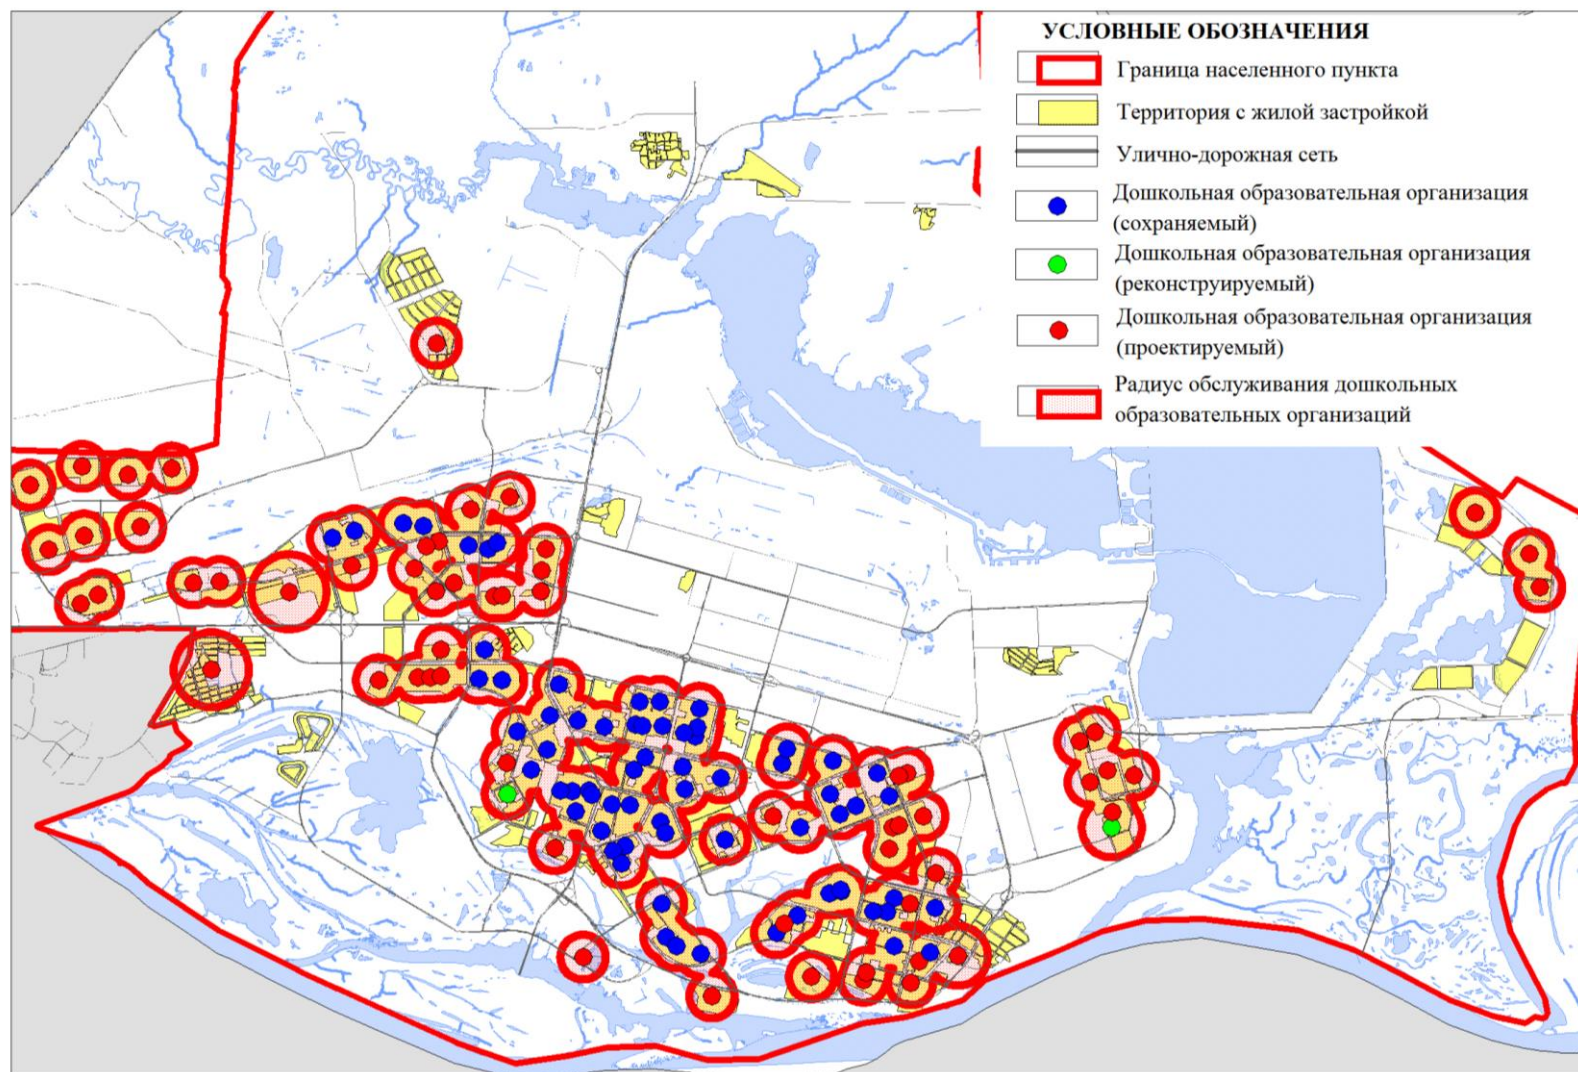 УСЛОВНЫЕ ОБОЗНАЧЕНИЯ
Граница населенного пункта
Территория с жилой застройкой
Улично-дорожная сеть
Дошкольная образовательная организация
(сохраняемый)
Дошкольная образовательная организация
(реконструируемый)
Дошкольная образовательная организация
(проектируемый)
Радиус обслуживания дошкольных
образовательных организаций